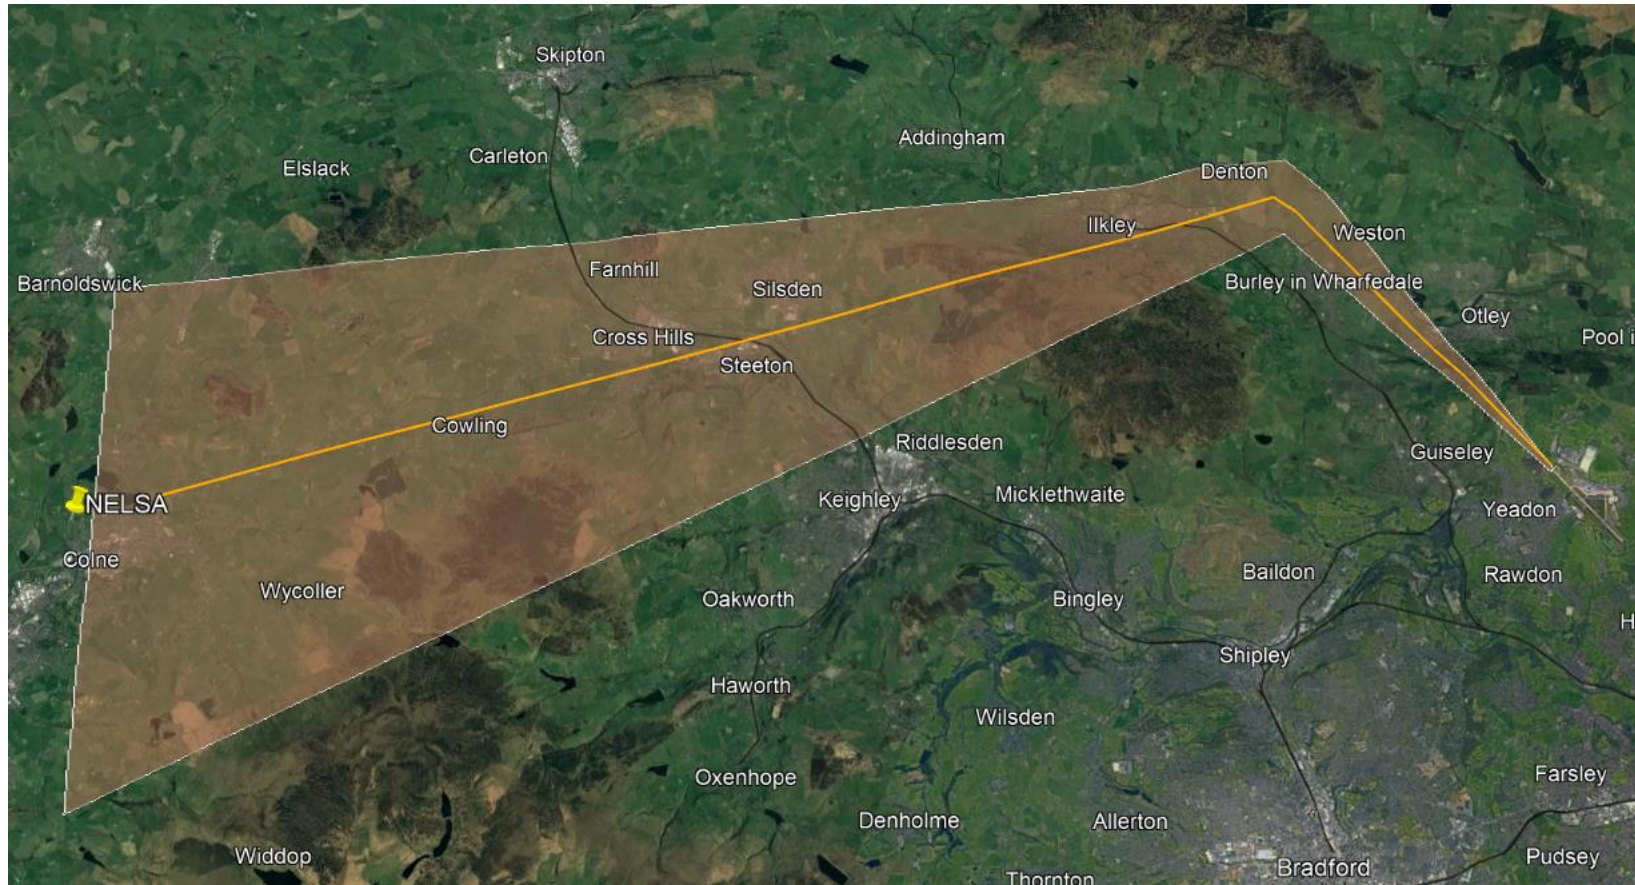 Skipton
Addingham
Carleton
Elslack
Denton
Ilkley
Weston
Farnhill
Burley in Wharfedale
Barnoldswick
Silsden
Otley
Cross Hills
Pool i
Steeton
Cowling
Riddlesden
Guiseley
Micklethwaite
Keighley
NELSA
Yeadon
Colne
Baildon
Rawdon
Wycoller
Oakworth
Bingley
H
Shipley
Haworth
Wilsden
Farsley
Oxenhope
Denholme
Allerton
Widdop
Pudsey
Bradford
Thornton